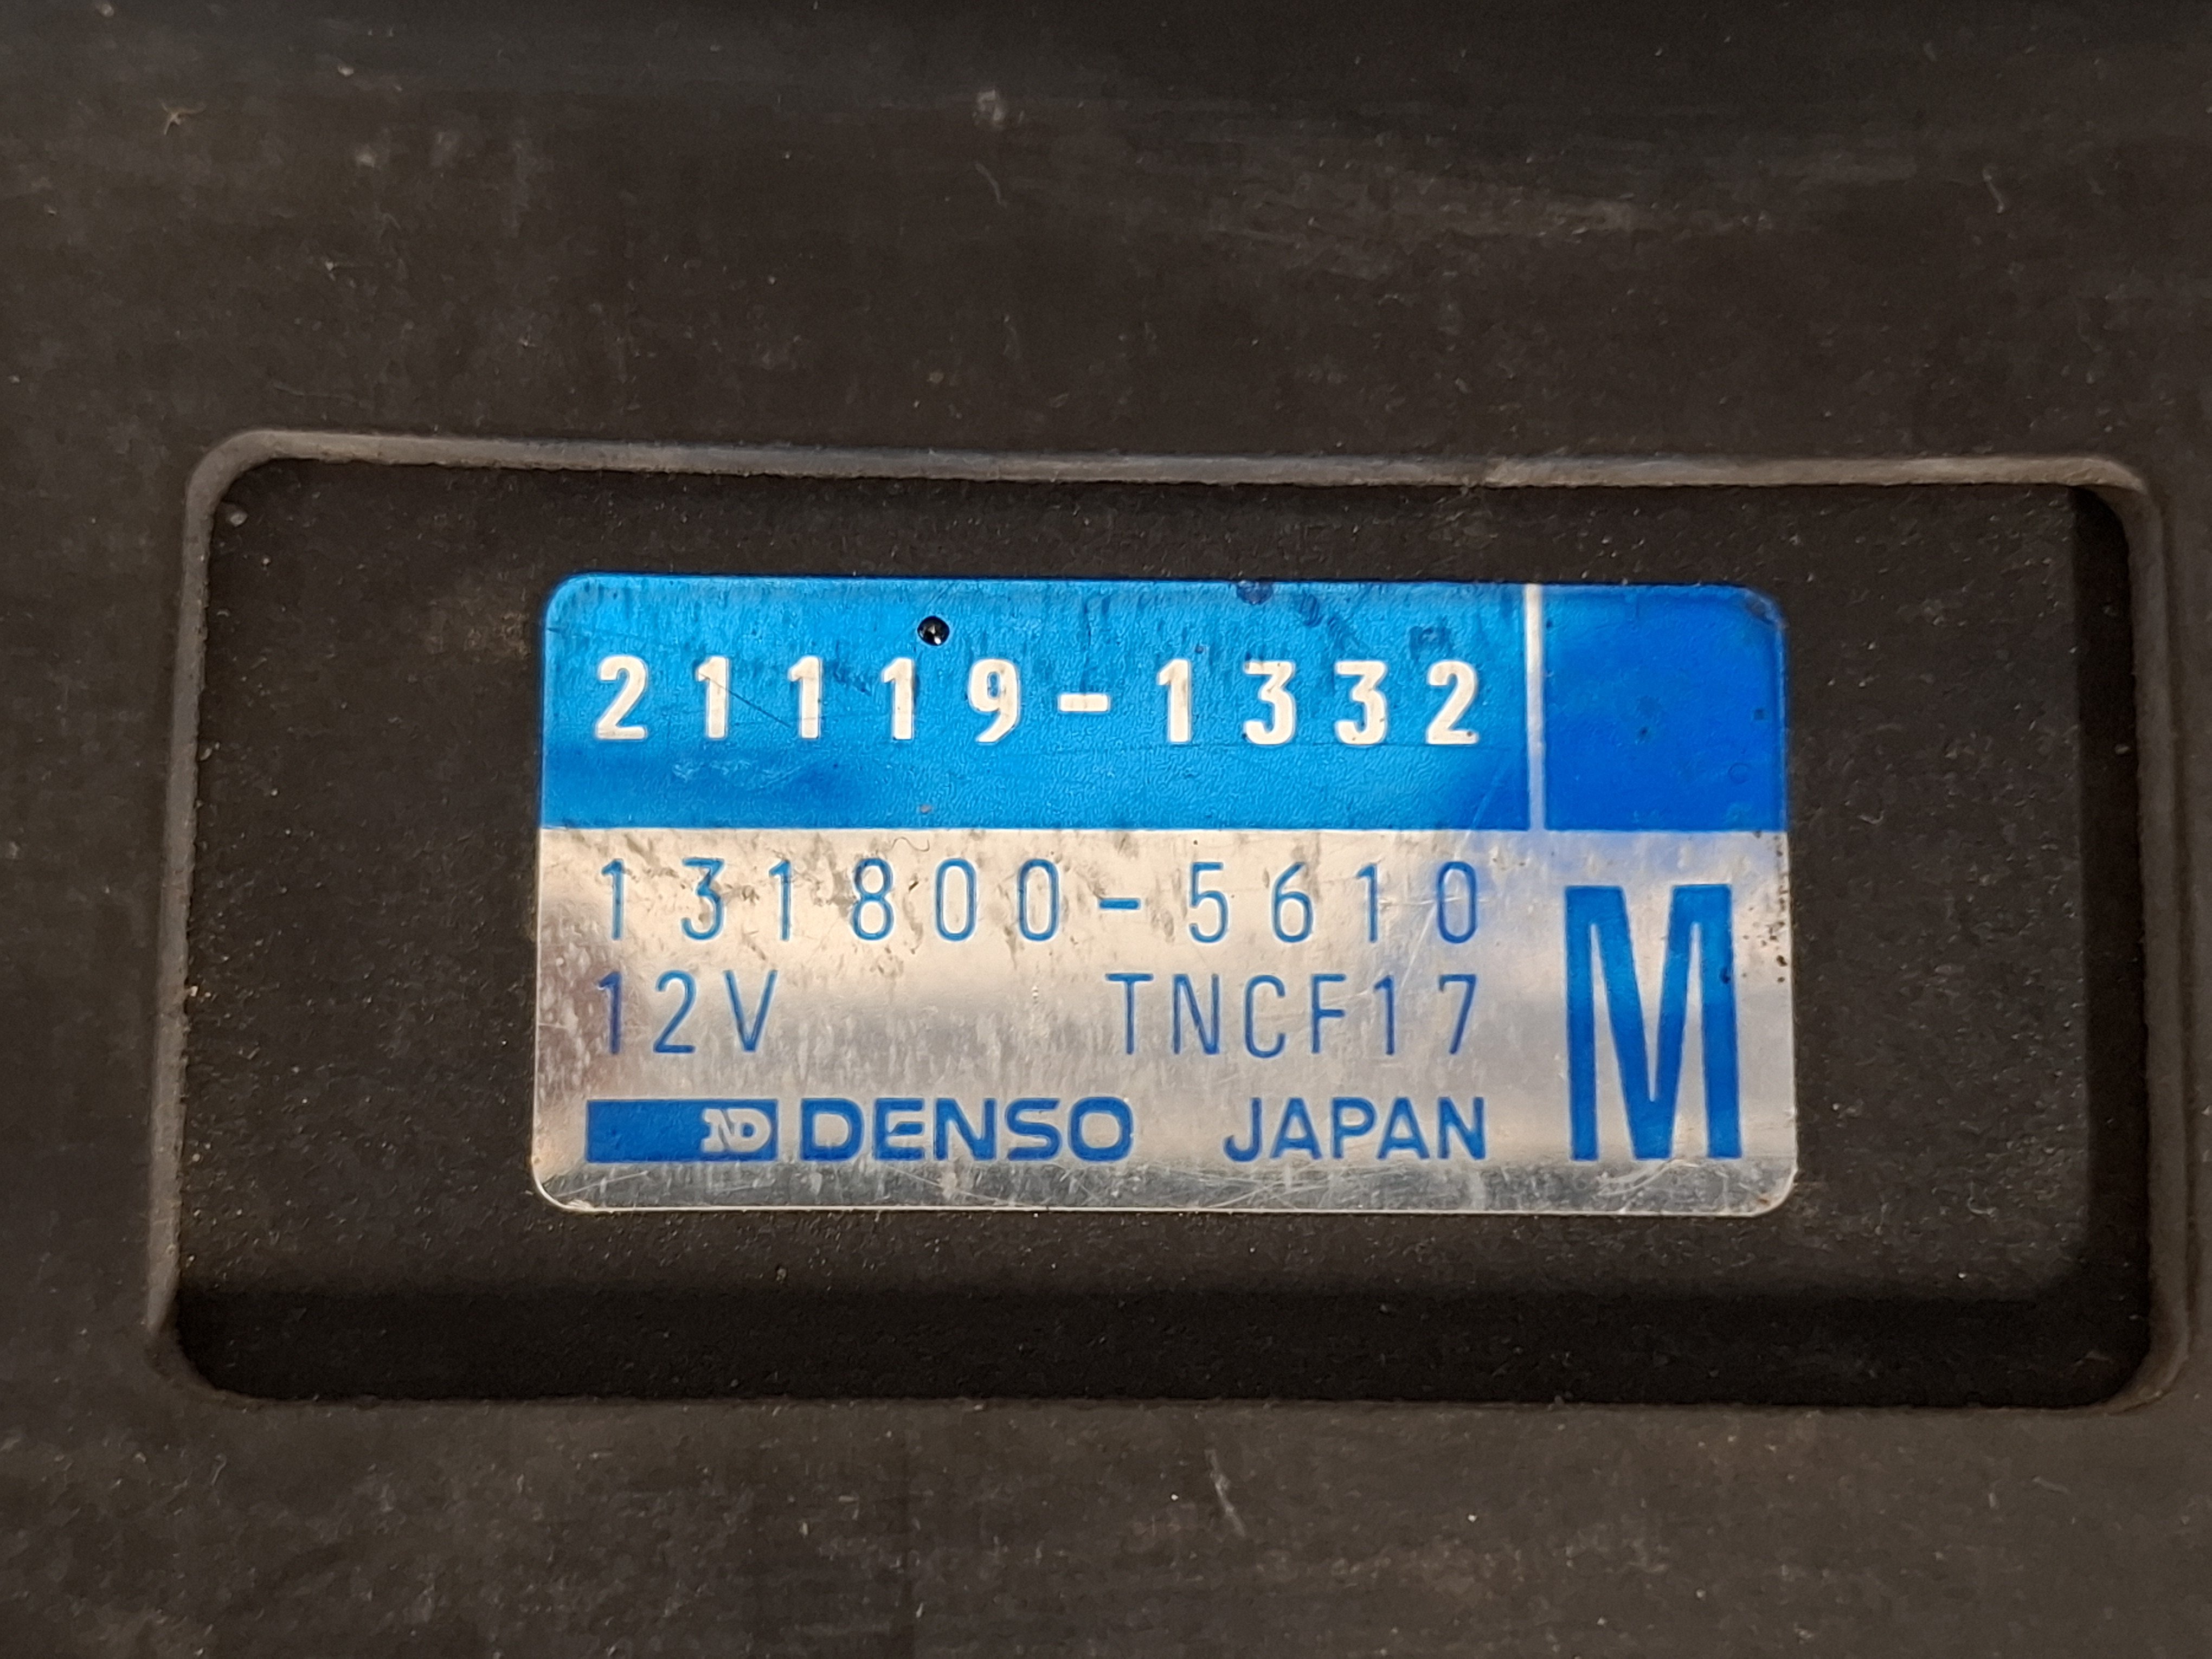 21119-1332
131800-5610
12V TNCF17
ND DENSO JAPAN
M